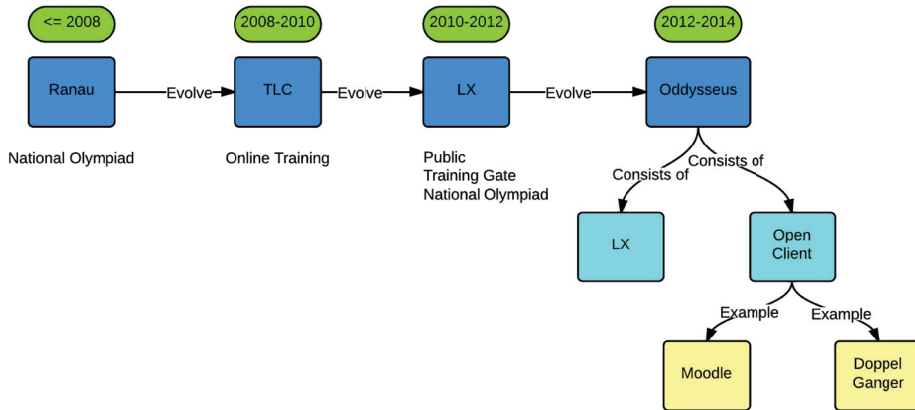 <= 2008
2008-2010
2010-2012
2012-2014
Ranau
Evolve
TLC
Evolve
LX
Evolve
Oddysseus
National Olympiad
Online Training
Public
Training Gate
National Olympiad
Consists of
Consists of
LX
Open
Client
Example
Example
Moodle
Doppel
Ganger